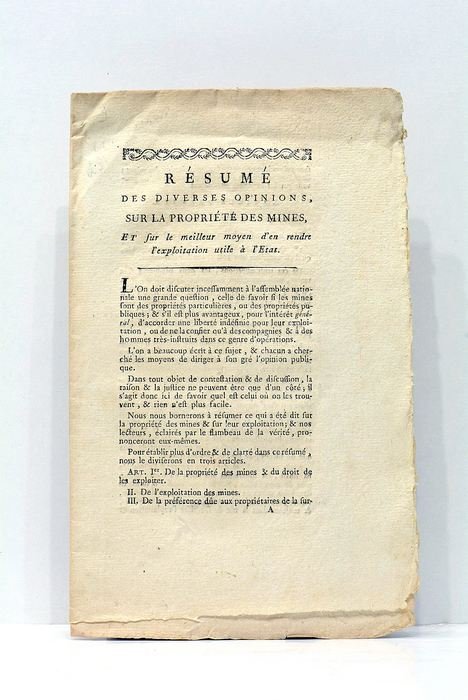 RÉSUMÉ
DES DIVERSES OPINIONS,
SUR LA PROPRIÉTÉ DES MINES,
ET sur le meilleur moyen d'en rendre
l'exploitation utile à l'Etat.
L'On doit discuter incessamment à l'assemblée natio-
nale une grande question, celle de savoir si les mines
sont des propriétés particulières, ou des propriétés pu-
bliques; & s'il est plus avantageux, pour l'intérêt géné-
ral, d'accorder une liberté indéfinie pour leur exploi-
tation, ou de ne la confier qu'à des compagnies & à des
hommes très-instruits dans ce genre d'opérations.
L'on a beaucoup écrit à ce sujet, & chacun a cher-
ché les moyens de diriger à son gré l'opinion publi-
que.
Dans tout objet de contestation & de discussion, la
raison & la justice ne peuvent être que d'un côté; il
s'agit donc ici de savoir quel est celui où on les trou-
vent, & rien n'est plus facile.
Nous nous bornerons à résumer ce qui a été dit sur
la propriété des mines & sur leur exploitation; & nos
lecteurs, éclairés par le flambeau de la vérité, pro-
nonceront eux-mêmes.
Pour établir plus d'ordre & de clarté dans ce résumé,
nous le diviserons en trois articles.
ART. Ier. De la propriété des mines & du droit de
les exploiter.
II. De l'exploitation des mines.
III. De la préférence dûe aux propriétaires de la sur-
A